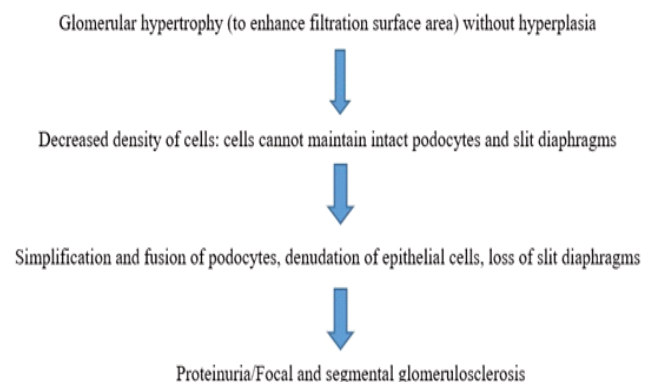 Glomerular hypertrophy (to enhance filtration surface area) without hyperplasia
Decreased density of cells: cells cannot maintain intact podocytes and slit diaphragms
Simplification and fusion of podocytes, denudation of epithelial cells, loss of slit diaphragms
Proteinuria/Focal and segmental glomerulosclerosis